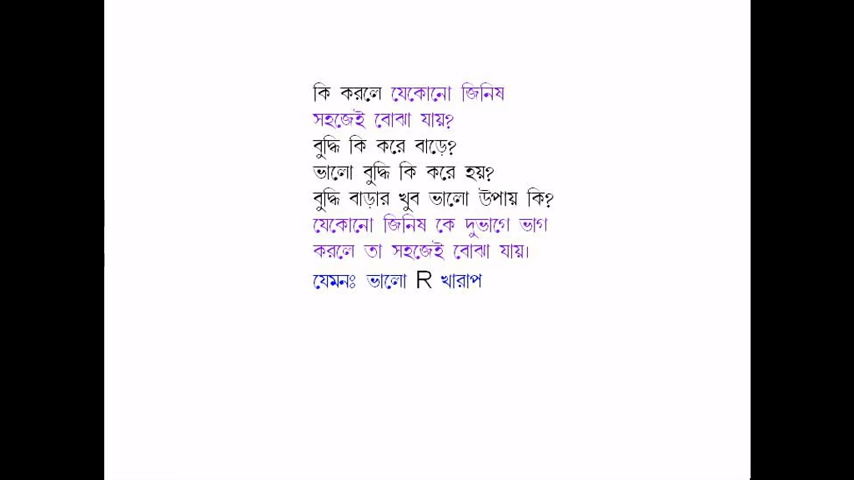 কি করলে যেকোনো জিনিষ
সহজেই বোঝা যায়?
বুদ্ধি কি করে বাড়ে?
ভালো বুদ্ধি কি করে হয়?
বুদ্ধি বাড়ার খুব ভালো উপায় কি?
যেকোনো জিনিষ কে দুভাগে ভাগ
করলে তা সহজেই বোঝা যায়।
যেমনঃ ভালো R খারাপ